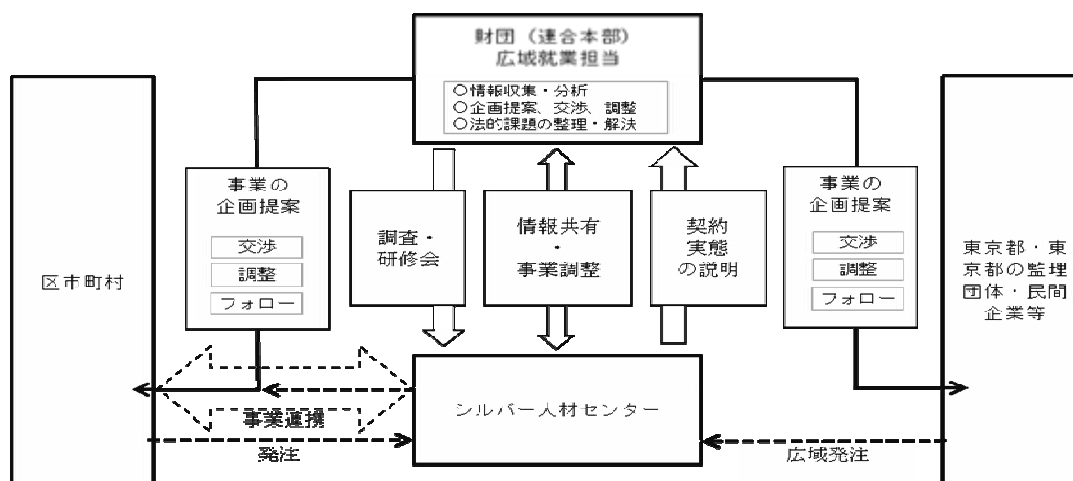 財団（連合本部）
広域就業担当
○情報収集・分析
○企画提案、交渉、調整
○法的課題の整理・解決
事業の
企画提案
交渉
調整
フォロー
調査・
研修会
情報共有
・
事業調整
契約
実態
の説明
事業の
企画提案
交渉
調整
フォロー
区市町村
東京都・東
京都の監理
団体・民間
企業等
シルバー人材センター
事業連携
発注
広域発注